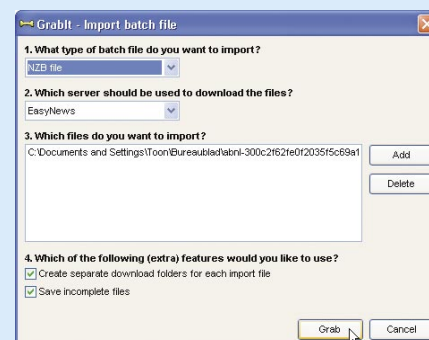 GrabIt - Import batch file
1. What type of batch file do you want to import?
NZB file
2. Which server should be used to download the files?
EasyNews
3. Which files do you want to import?
C:\Documents and Settings\Toon\Bureaublad\abnl-300c2f62fe0f2035f5c69a1
Add
Delete
4. Which of the following (extra) features would you like to use?
Create separate download folders for each import file
Save incomplete files
Grab
Cancel